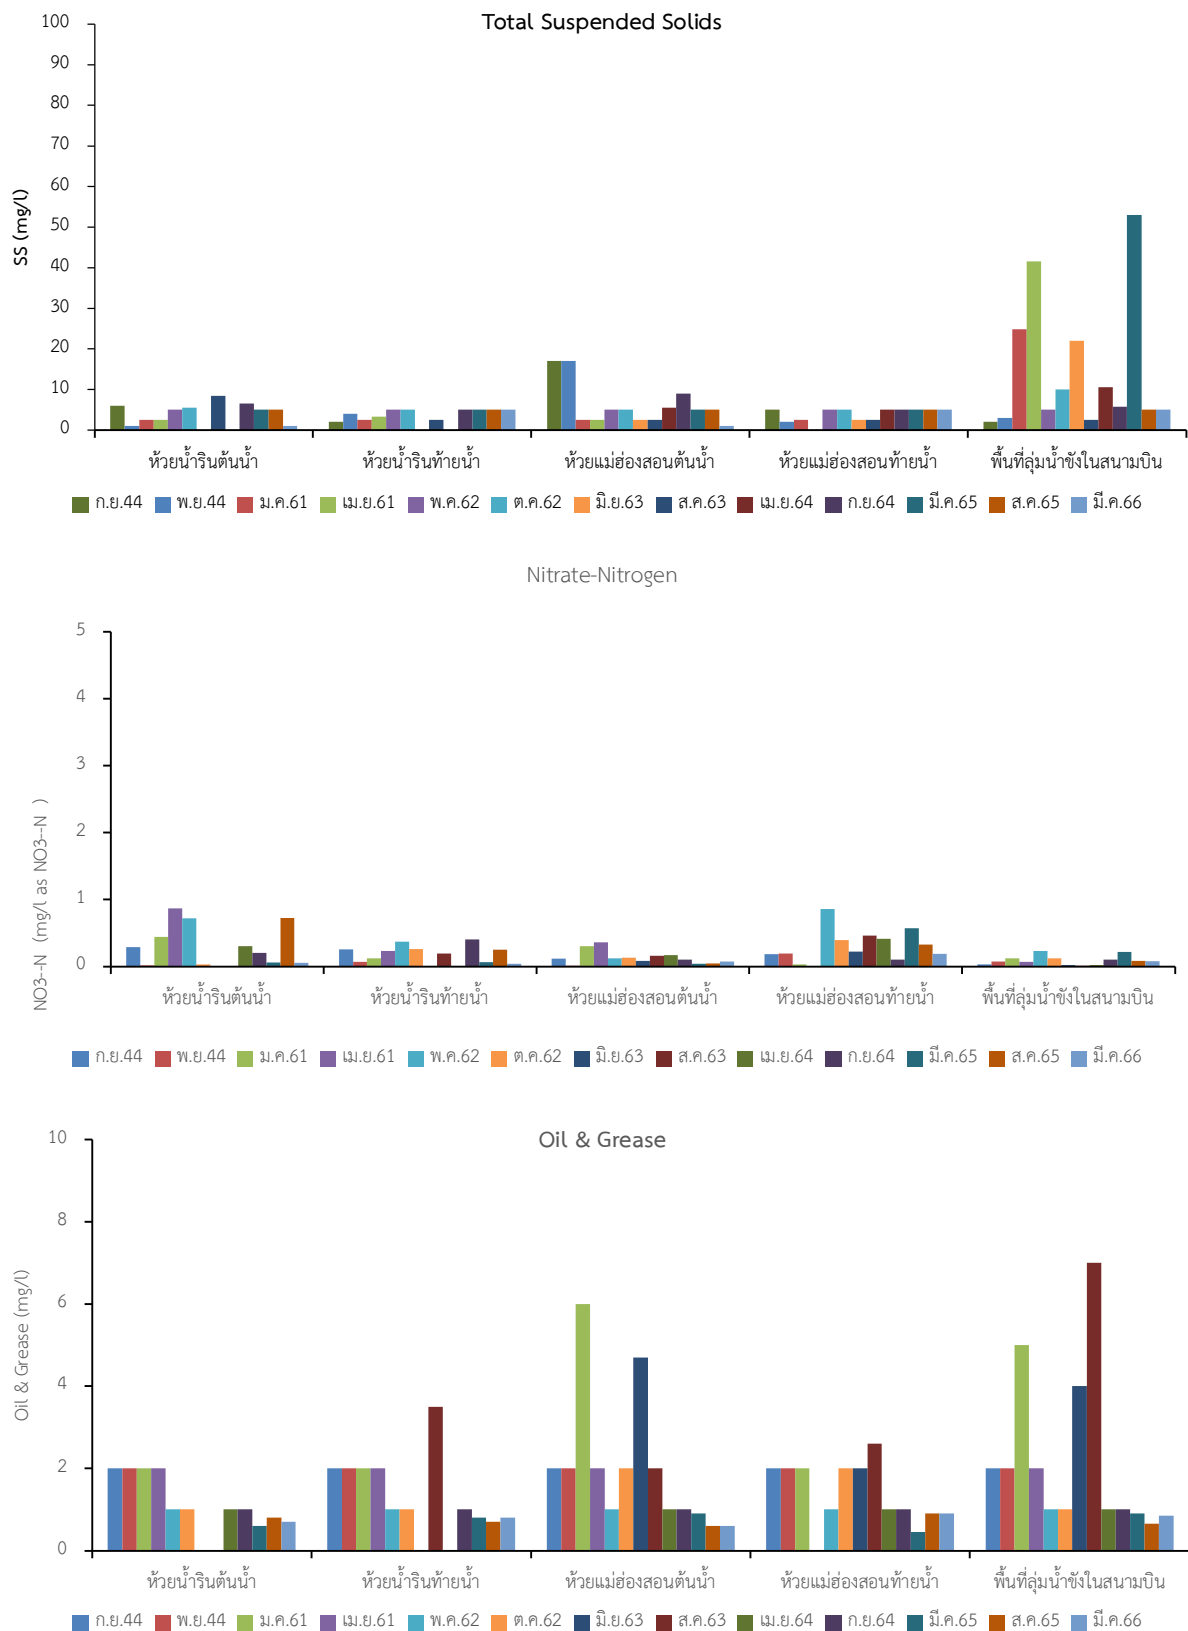 Total Suspended Solids
100
90
80
70
60
50
40
30
20
10
0
SS (mg/l)
ห้วยน้ำรินต้นน้ำ ห้วยน้ำรินท้ายน้ำ ห้วยแม่ฮ่องสอนต้นน้ำ ห้วยแม่ฮ่องสอนท้ายน้ำ พื้นที่ลุ่มน้ำขังในสนามบิน
ก.ย.44 พ.ย.44 ม.ค.61 เม.ย.61 พ.ค.62 ต.ค.62 มิ.ย.63 ส.ค.63 เม.ย.64 ก.ย.64 มี.ค.65 ส.ค.65 มี.ค.66
Nitrate-Nitrogen
5
4
3
2
1
0
NO3--N (mg/l as NO3--N )
ห้วยน้ำรินต้นน้ำ ห้วยน้ำรินท้ายน้ำ ห้วยแม่ฮ่องสอนต้นน้ำ ห้วยแม่ฮ่องสอนท้ายน้ำ พื้นที่ลุ่มน้ำขังในสนามบิน
ก.ย.44 พ.ย.44 ม.ค.61 เม.ย.61 พ.ค.62 ต.ค.62 มิ.ย.63 ส.ค.63 เม.ย.64 ก.ย.64 มี.ค.65 ส.ค.65 มี.ค.66
Oil & Grease
10
8
6
4
2
0
Oil & Grease (mg/l)
ห้วยน้ำรินต้นน้ำ ห้วยน้ำรินท้ายน้ำ ห้วยแม่ฮ่องสอนต้นน้ำ ห้วยแม่ฮ่องสอนท้ายน้ำ พื้นที่ลุ่มน้ำขังในสนามบิน
ก.ย.44 พ.ย.44 ม.ค.61 เม.ย.61 พ.ค.62 ต.ค.62 มิ.ย.63 ส.ค.63 เม.ย.64 ก.ย.64 มี.ค.65 ส.ค.65 มี.ค.66